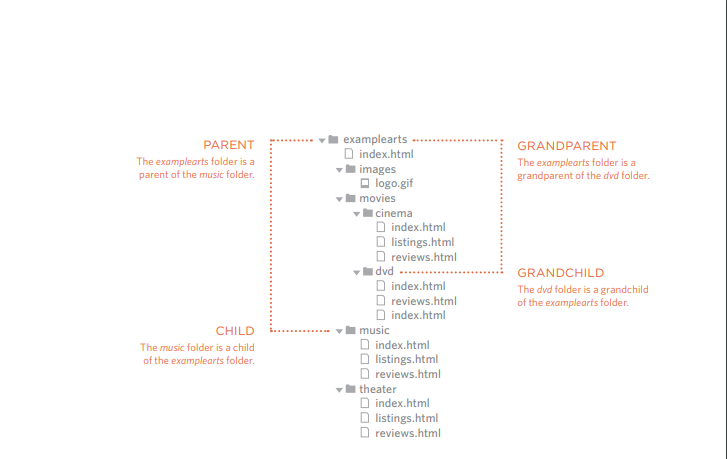 PARENT
The examplearts folder is a
parent of the music folder.
examplearts
index.html
images
logo.gif
movies
cinema
index.html
listings.html
reviews.html
dvd
index.html
reviews.html
index.html
music
index.html
listings.html
reviews.html
theater
index.html
listings.html
reviews.html
GRANDPARENT
The examplearts folder is a
grandparent of the dvd folder.
GRANDCHILD
The dvd folder is a grandchild
of the examplearts folder.
CHILD
The music folder is a child
of the examplearts folder.